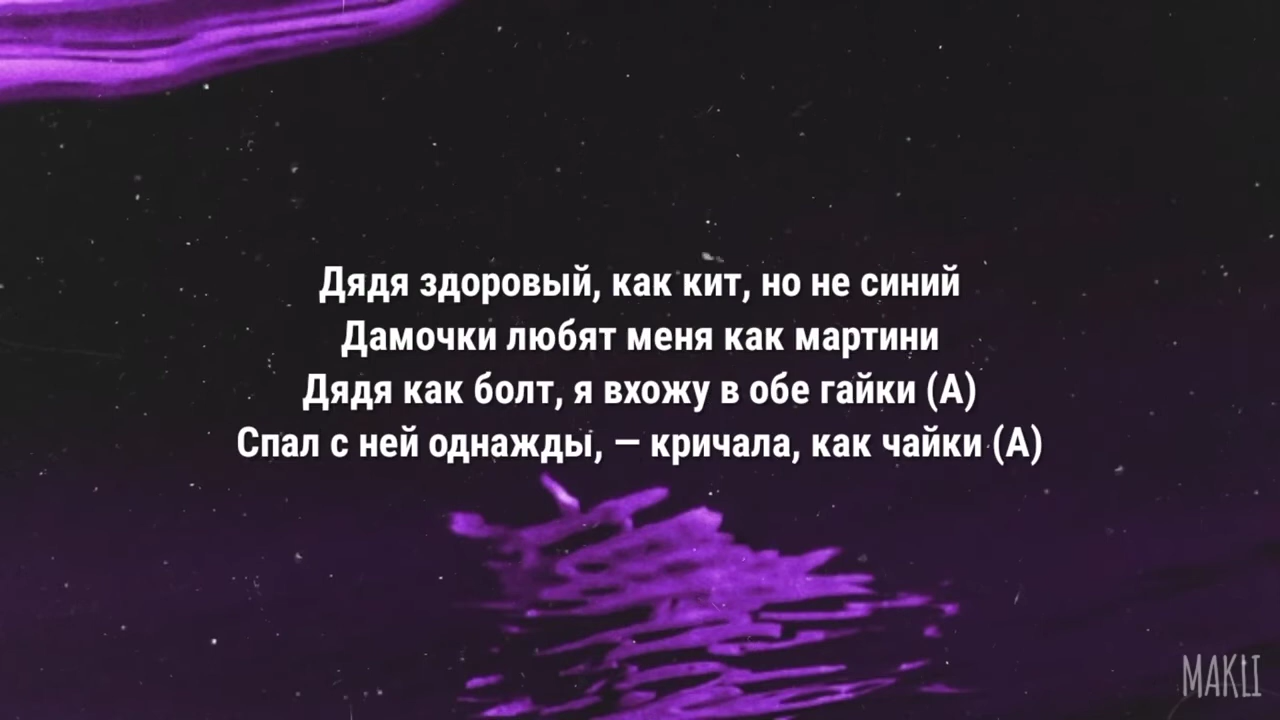 Дядя здоровый, как кит, но не синий
Дамочки любят меня как мартини
Дядя как болт, я вхожу в обе гайки (А)
Спал с ней однажды, — кричала, как чайки (А)
MAKLI